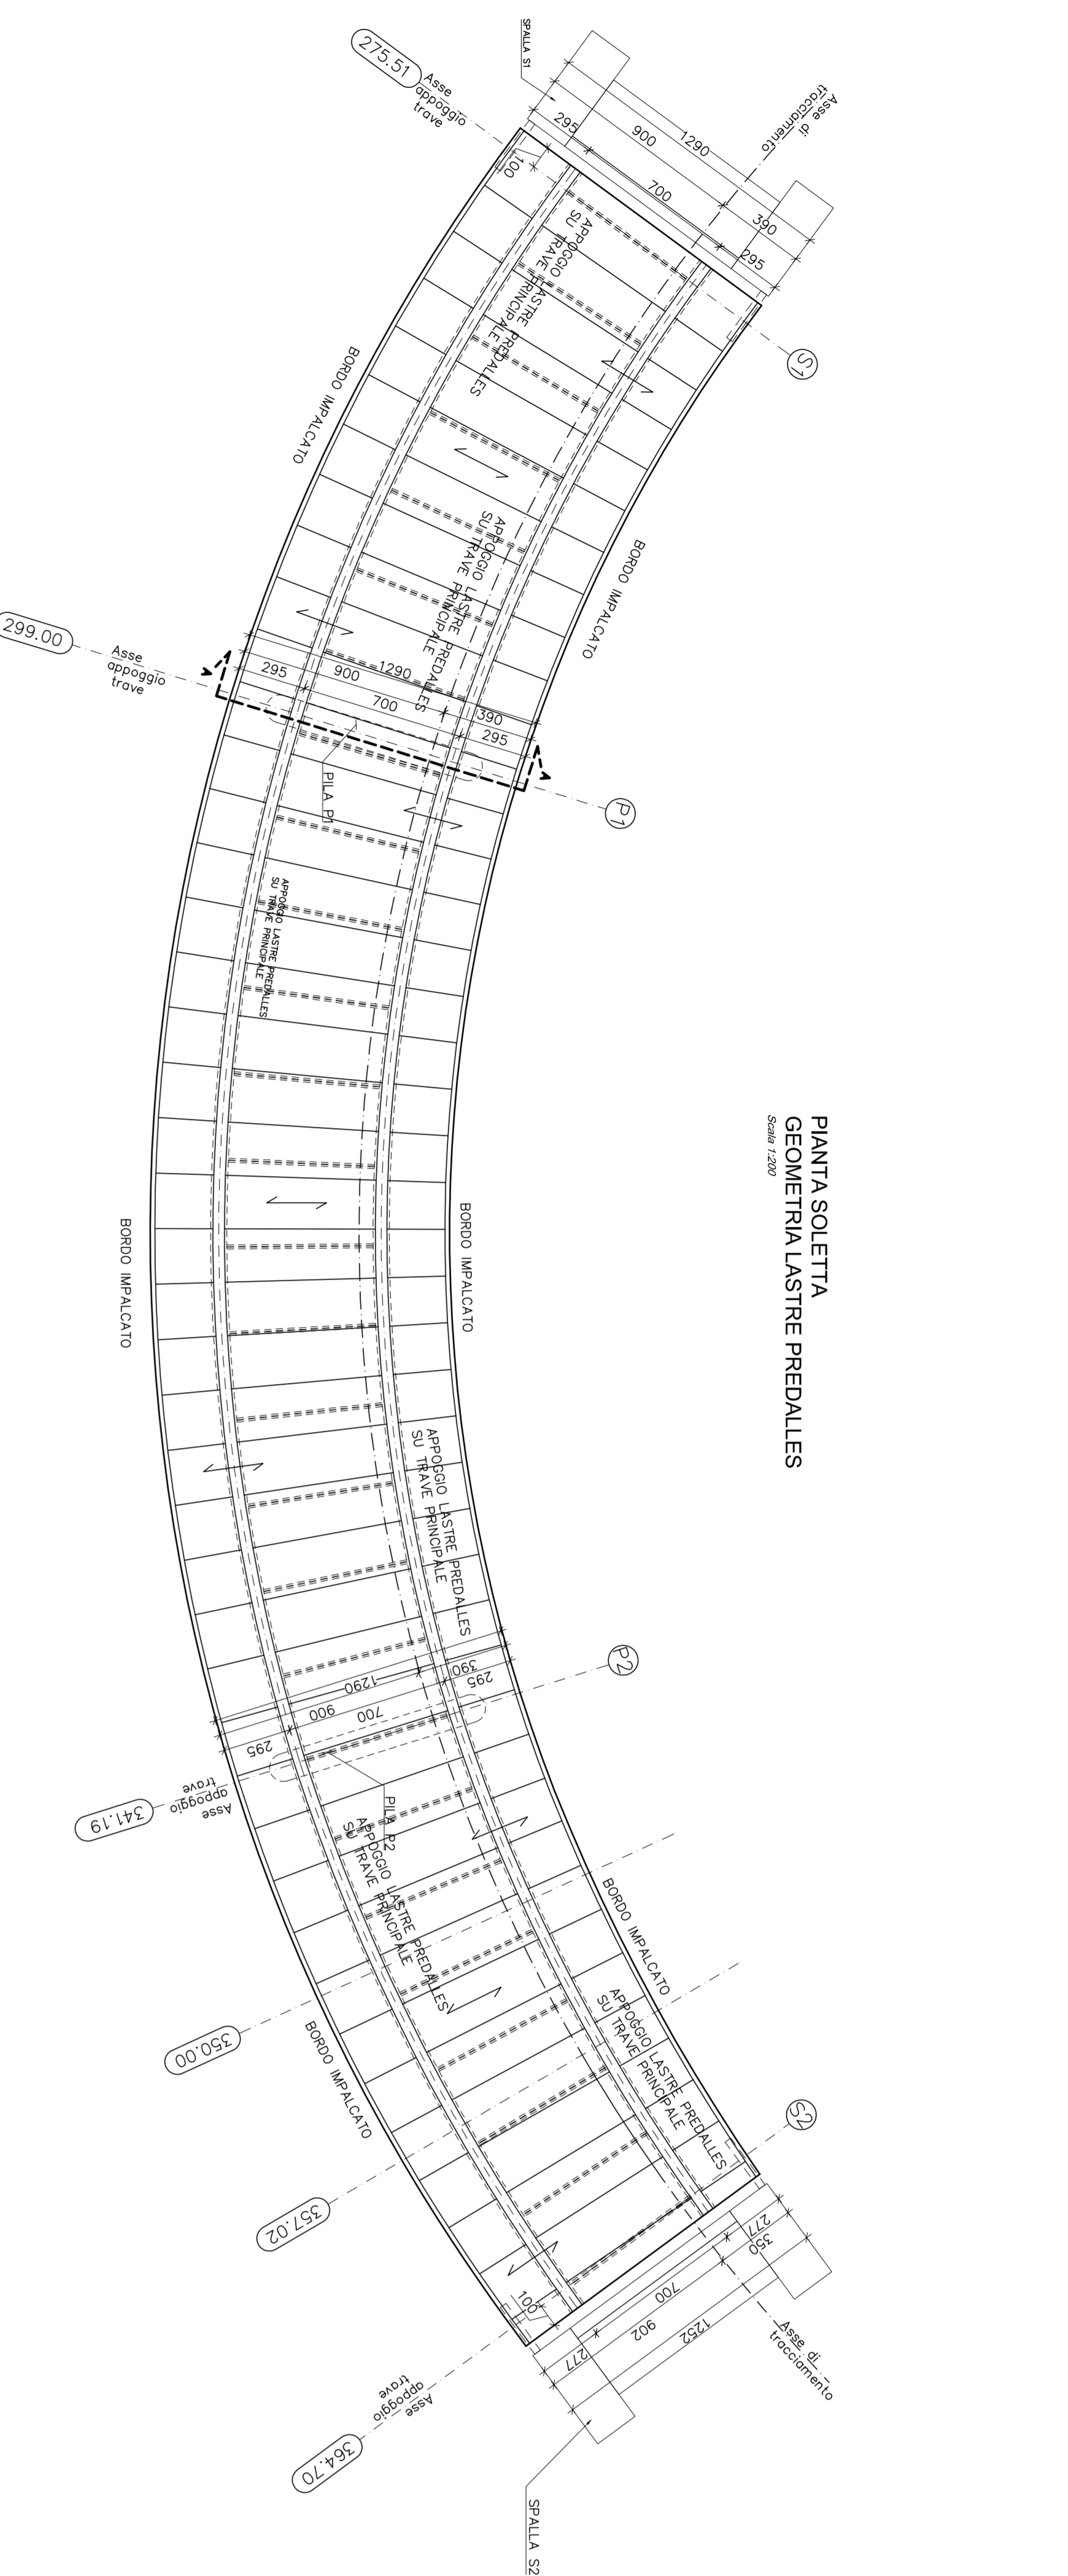 PIANTA SOLETTA
GEOMETRIA LASTRE PREDALLES
Scala 1:200
SPALLA S1
275.51
Asse
appoggio
trave
Asse di
tracciamento
1290
900
390
295
700
295
100
S1
APPOGGIO LASTRE PREDALLES
SU TRAVE PRINCIPALE
BORDO IMPALCATO
BORDO IMPALCATO
APPOGGIO LASTRE PREDALLES
SU TRAVE PRINCIPALE
299.00
Asse
appoggio
trave
1290
900
390
295
700
295
PILA P1
P1
APPOGGIO LASTRE PREDALLES
SU TRAVE PRINCIPALE
BORDO IMPALCATO
BORDO IMPALCATO
APPOGGIO LASTRE PREDALLES
SU TRAVE PRINCIPALE
P2
1290
900
390
295
700
295
341.19
Asse
appoggio
trave
PILA P2
APPOGGIO LASTRE PREDALLES
SU TRAVE PRINCIPALE
BORDO IMPALCATO
350.00
BORDO IMPALCATO
APPOGGIO LASTRE PREDALLES
SU TRAVE PRINCIPALE
357.02
S2
277
350
700
902
1252
277
100
Asse di
tracciamento
Asse
appoggio
trave
364.70
SPALLA S2